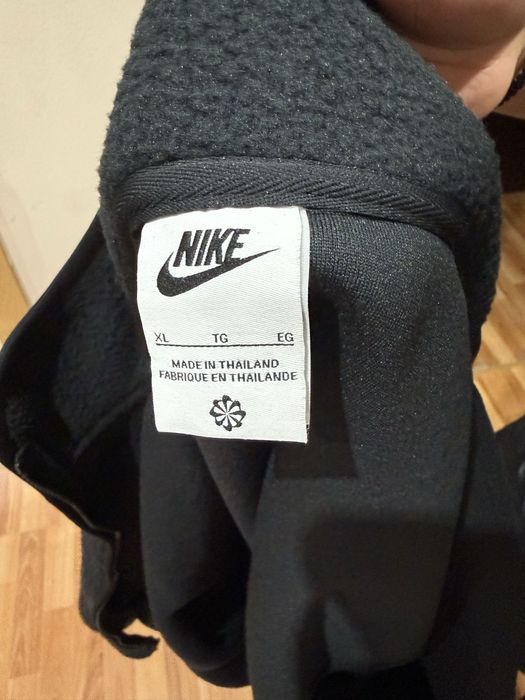 NIKE
XL TG EG
MADE IN THAILAND
FABRIQUE EN THAILANDE